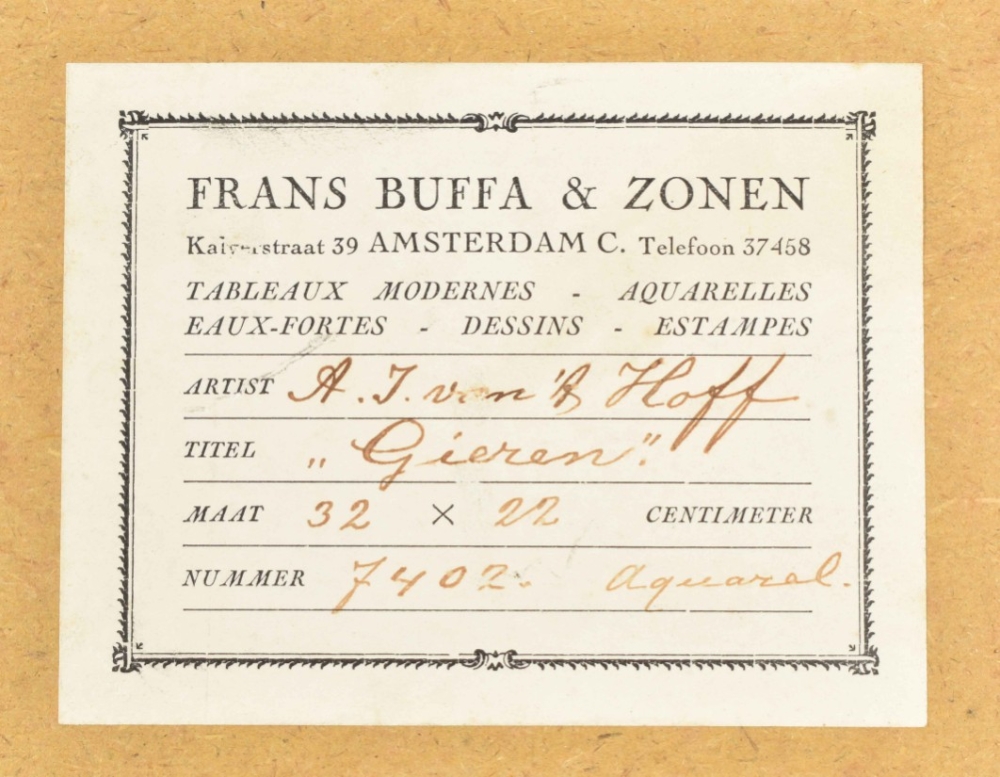 FRANS BUFFA & ZONEN
Kalverstraat 39 AMSTERDAM C. Telefoon 37458
TABLEAUX MODERNES - AQUARELLES
EAUX-FORTES - DESSINS - ESTAMPES
ARTIST A. J. van 't Hoff
TITEL „Gieren"
MAAT 32 × 22 CENTIMETER
NUMMER 7402. Aquarel.